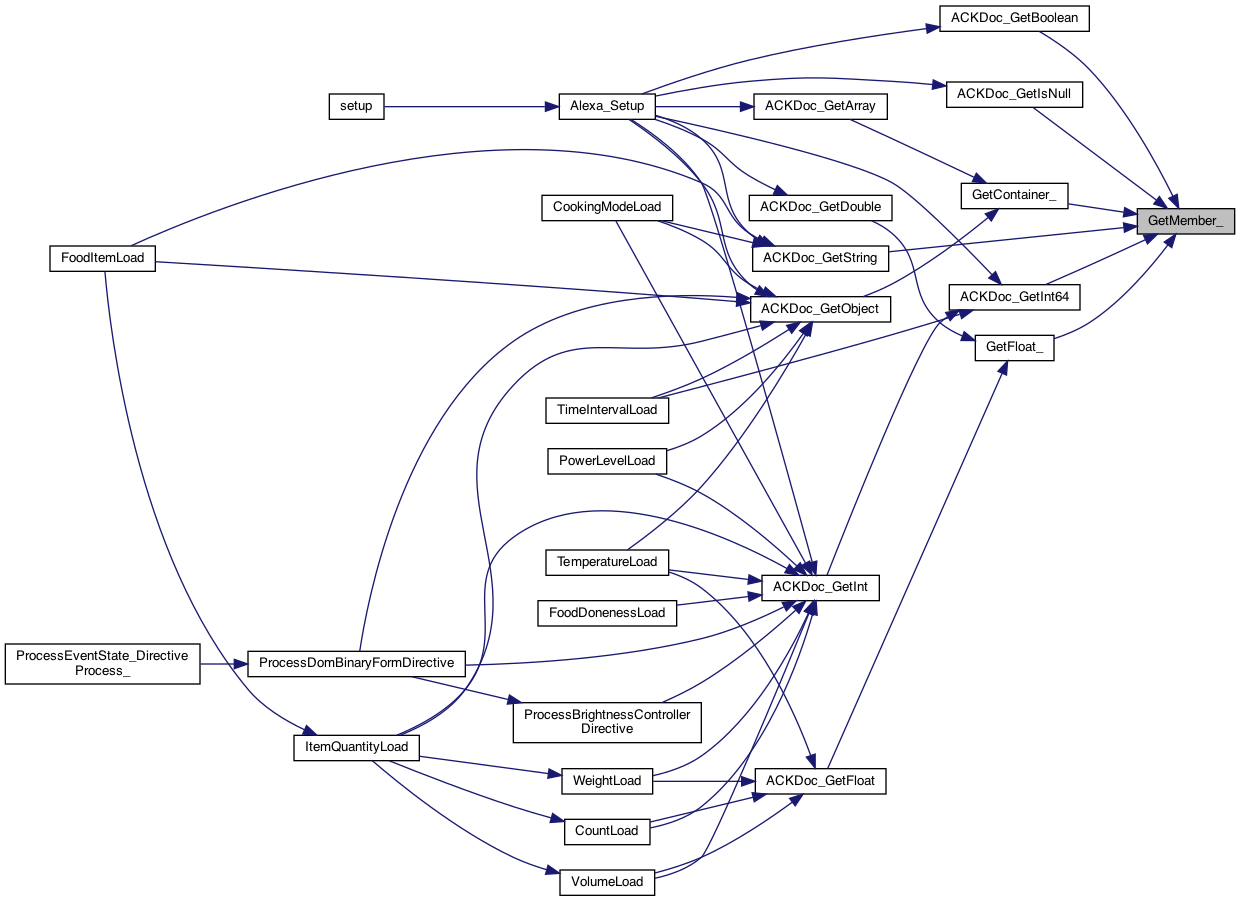 ACKDoc_GetBoolean
ACKDoc_GetIsNull
setup
Alexa_Setup
ACKDoc_GetArray
GetContainer_
CookingModeLoad
ACKDoc_GetDouble
GetMember_
FoodItemLoad
ACKDoc_GetString
ACKDoc_GetInt64
ACKDoc_GetObject
GetFloat_
TimeIntervalLoad
PowerLevelLoad
TemperatureLoad
ACKDoc_GetInt
FoodDonenessLoad
ProcessEventState_Directive
Process_
ProcessDomBinaryFormDirective
ProcessBrightnessController
Directive
ItemQuantityLoad
WeightLoad
ACKDoc_GetFloat
CountLoad
VolumeLoad